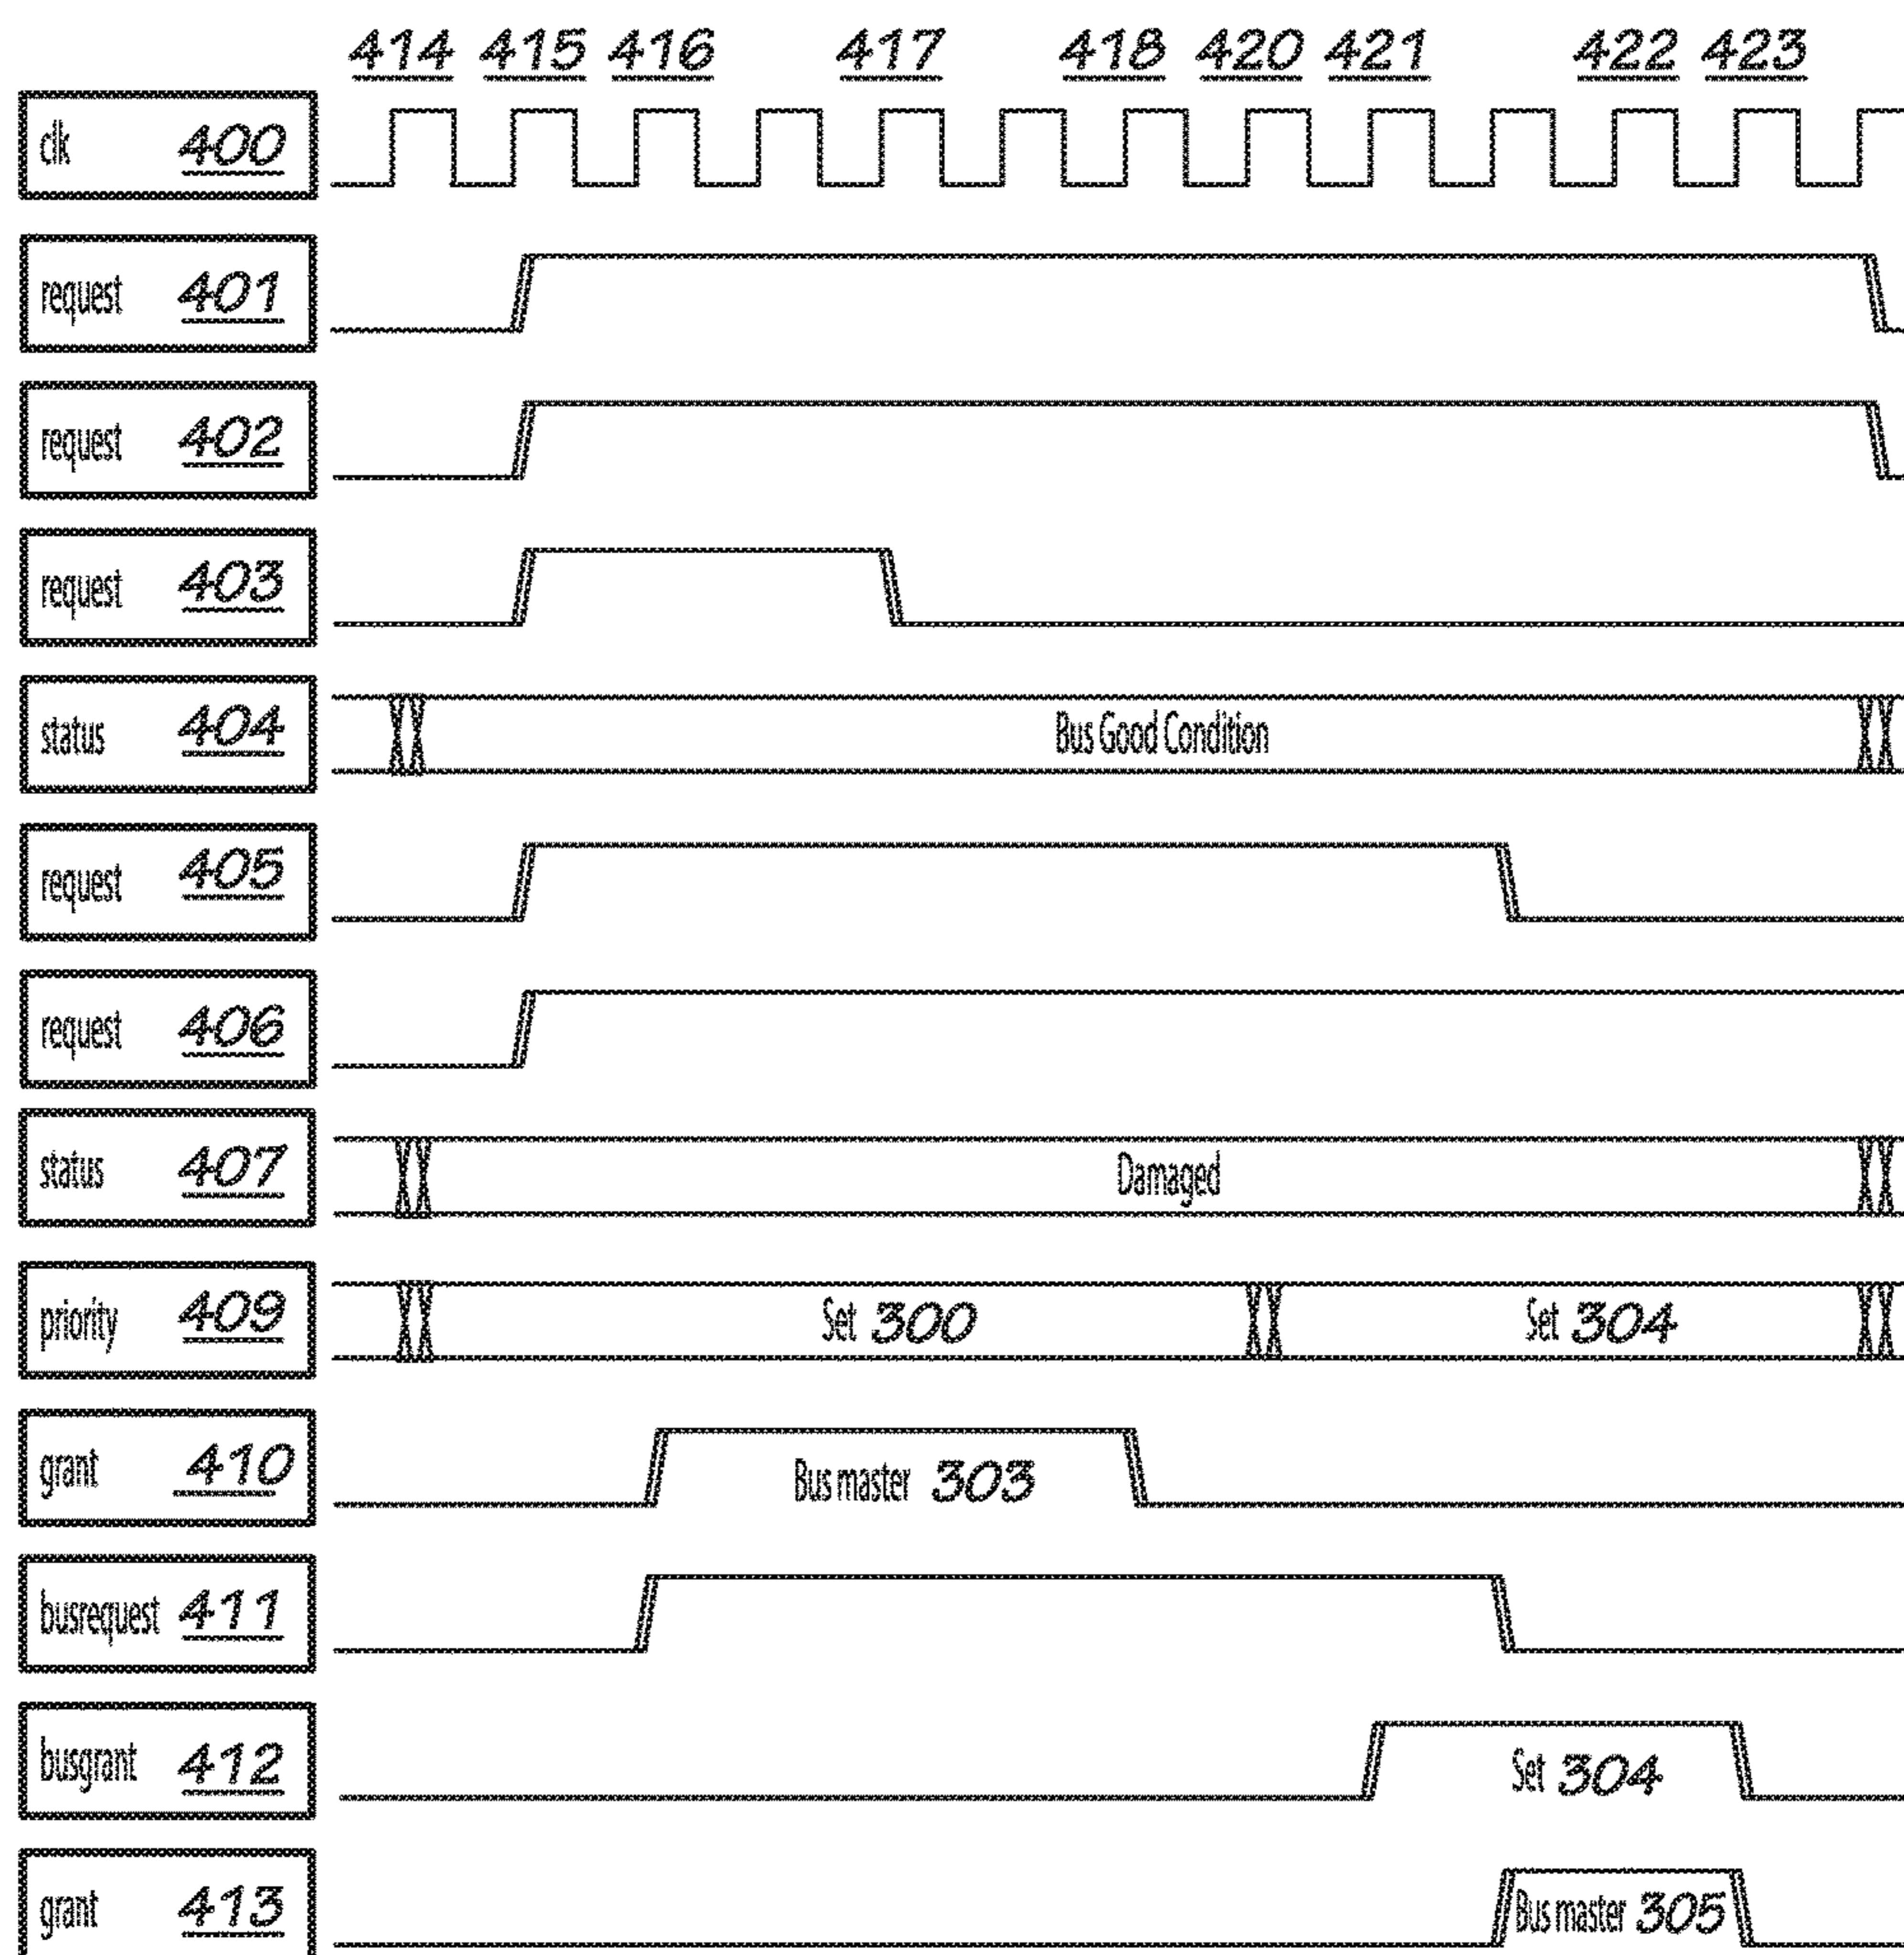 414 415 416 417 418 420 421 422 423
clk 400
request 401
request 402
request 403
status 404 Bus Good Condition
request 405
request 406
status 407 Damaged
priority 409 Set 300 Set 304
grant 410 Bus master 303
busrequest 411
busgrant 412 Set 304
grant 413 Bus master 305